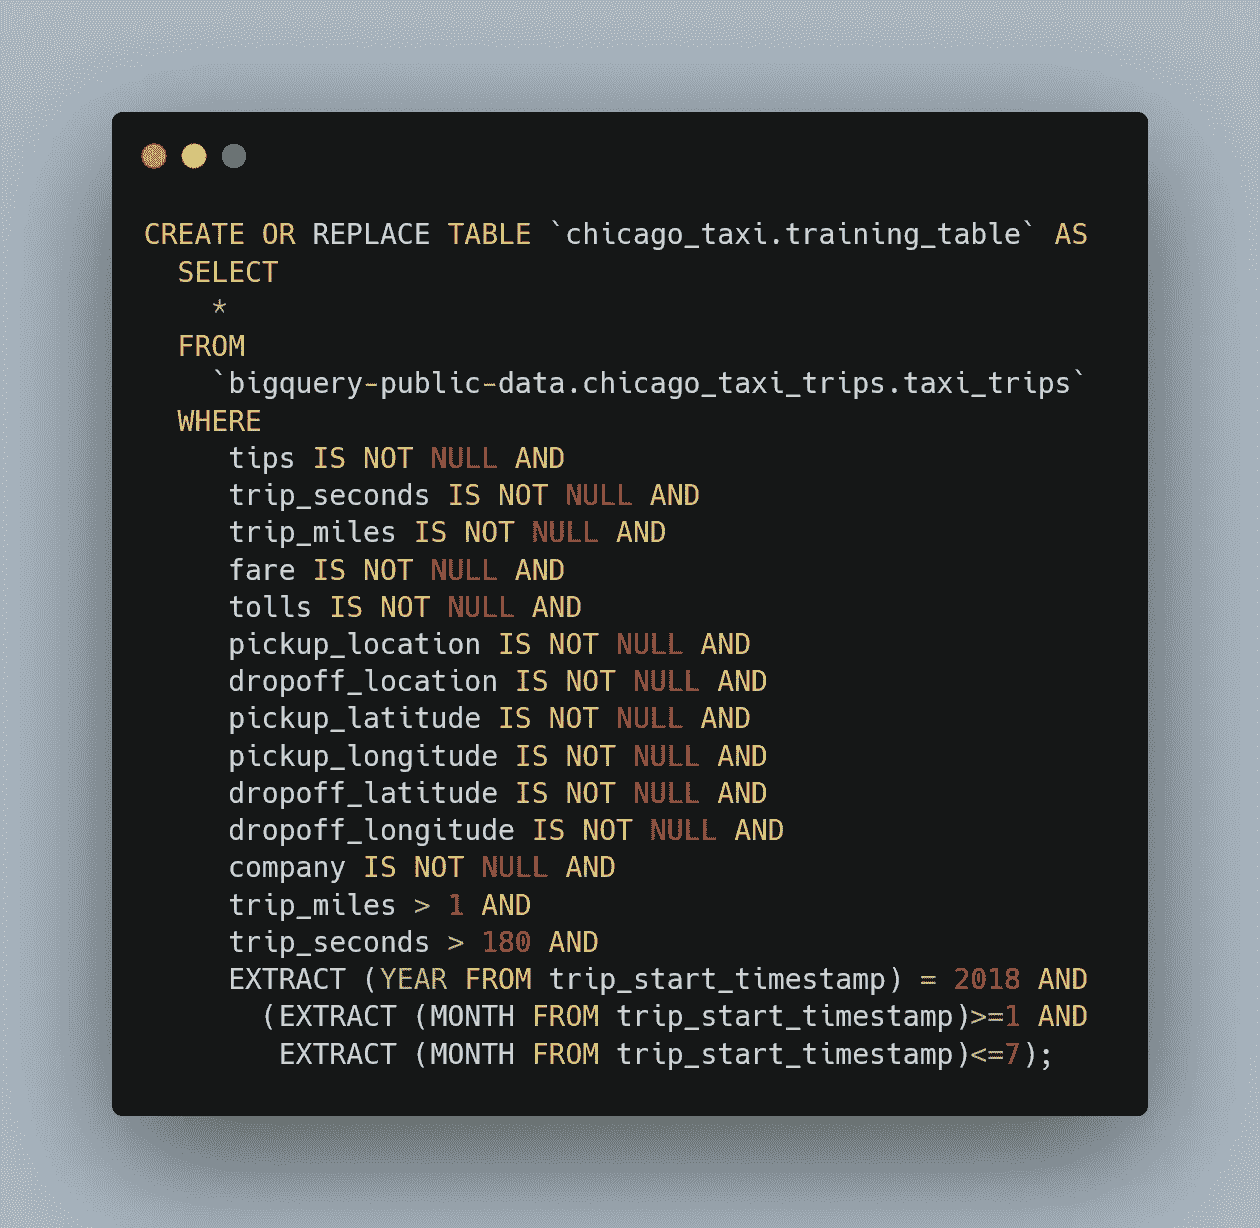 CREATE OR REPLACE TABLE `chicago_taxi.training_table` AS
  SELECT
    *
  FROM
    `bigquery-public-data.chicago_taxi_trips.taxi_trips`
  WHERE
     tips IS NOT NULL AND
     trip_seconds IS NOT NULL AND
     trip_miles IS NOT NULL AND
     fare IS NOT NULL AND
     tolls IS NOT NULL AND
     pickup_location IS NOT NULL AND
     dropoff_location IS NOT NULL AND
     pickup_latitude IS NOT NULL AND
     pickup_longitude IS NOT NULL AND
     dropoff_latitude IS NOT NULL AND
     dropoff_longitude IS NOT NULL AND
     company IS NOT NULL AND
     trip_miles > 1 AND
     trip_seconds > 180 AND
     EXTRACT (YEAR FROM trip_start_timestamp) = 2018 AND
       (EXTRACT (MONTH FROM trip_start_timestamp)>=1 AND
        EXTRACT (MONTH FROM trip_start_timestamp)<=7);